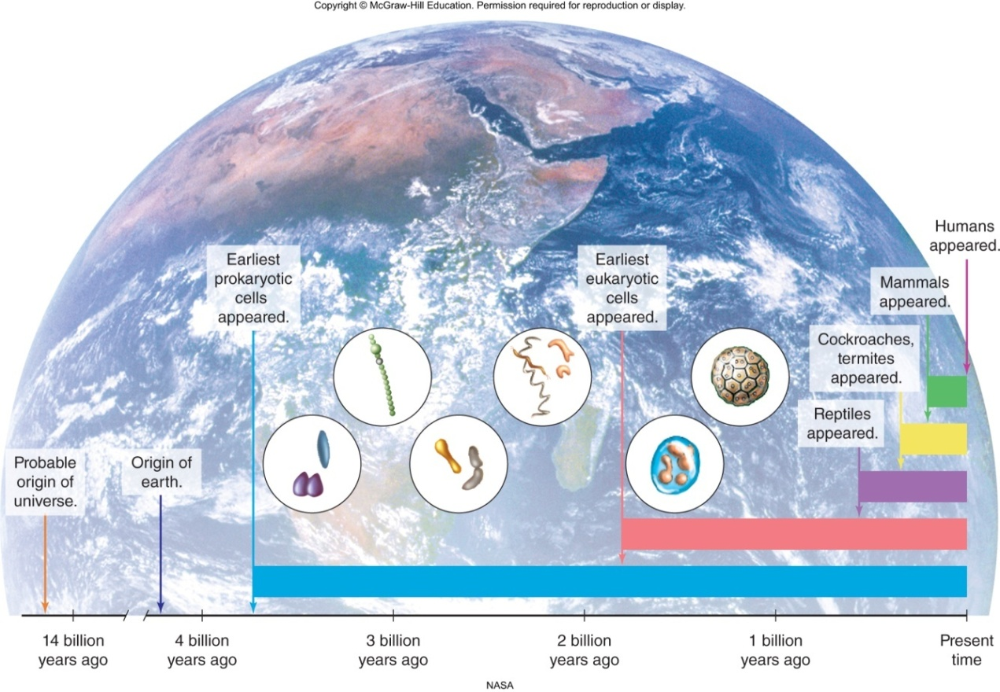 Copyright © McGraw-Hill Education. Permission required for reproduction or display.
Humans
appeared.
Earliest
prokaryotic
cells
appeared.
Earliest
eukaryotic
cells
appeared.
Mammals
appeared.
Cockroaches,
termites
appeared.
Reptiles
appeared.
Probable
origin of
universe.
Origin of
earth.
14 billion
years ago
4 billion
years ago
3 billion
years ago
2 billion
years ago
1 billion
years ago
Present
time
NASA